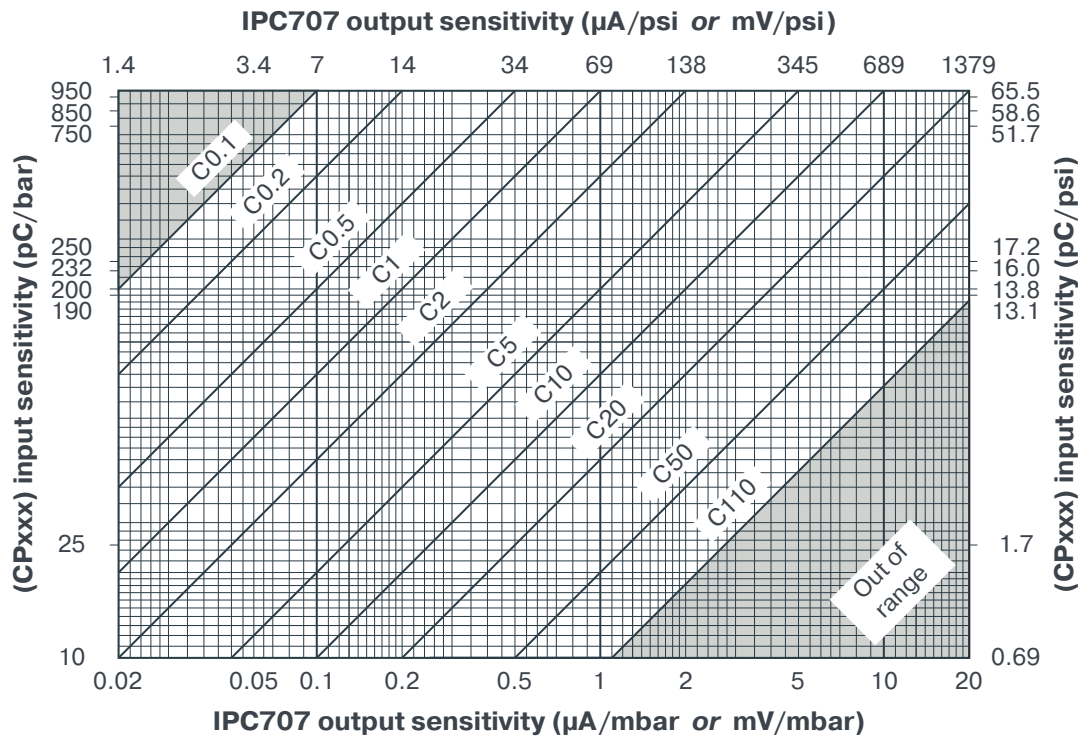 IPC707 output sensitivity (µA/psi or mV/psi)
1.4 3.4 7 14 34 69 138 345 689 1379
(CPxxx) input sensitivity (pC/bar)
950
850
750
250
232
200
190
25
10
C0.1
C0.2
C0.5
C1
C2
C5
C10
C20
C50
C110
Out of
range
65.5
58.6
51.7
17.2
16.0
13.8
13.1
1.7
0.69
(CPxxx) input sensitivity (pC/psi)
0.02 0.05 0.1 0.2 0.5 1 2 5 10 20
IPC707 output sensitivity (µA/mbar or mV/mbar)